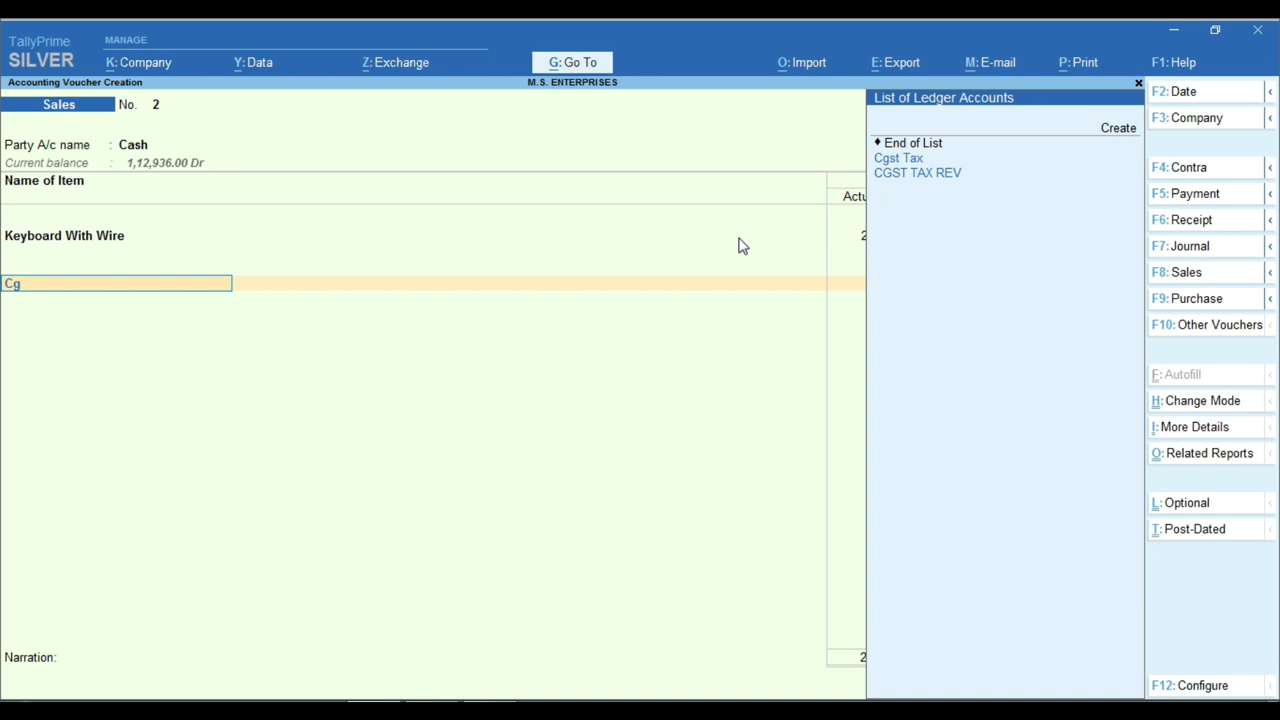 TallyPrime
MANAGE
SILVER
K: Company
Y: Data
Z: Exchange
G: Go To
O: Import
E: Export
M: E-mail
P: Print
F1: Help
Accounting Voucher Creation
M.S. ENTERPRISES
Sales No. 2
Party A/c name : Cash
Current balance : 1,12,936.00 Dr
Name of Item
Actu
Keyboard With Wire
2
Cg
Narration:
2
List of Ledger Accounts
Create
♦ End of List
Cgst Tax
CGST TAX REV
F2: Date
F3: Company
F4: Contra
F5: Payment
F6: Receipt
F7: Journal
F8: Sales
F9: Purchase
F10: Other Vouchers
F: Autofill
H: Change Mode
I: More Details
O: Related Reports
L: Optional
T: Post-Dated
F12: Configure